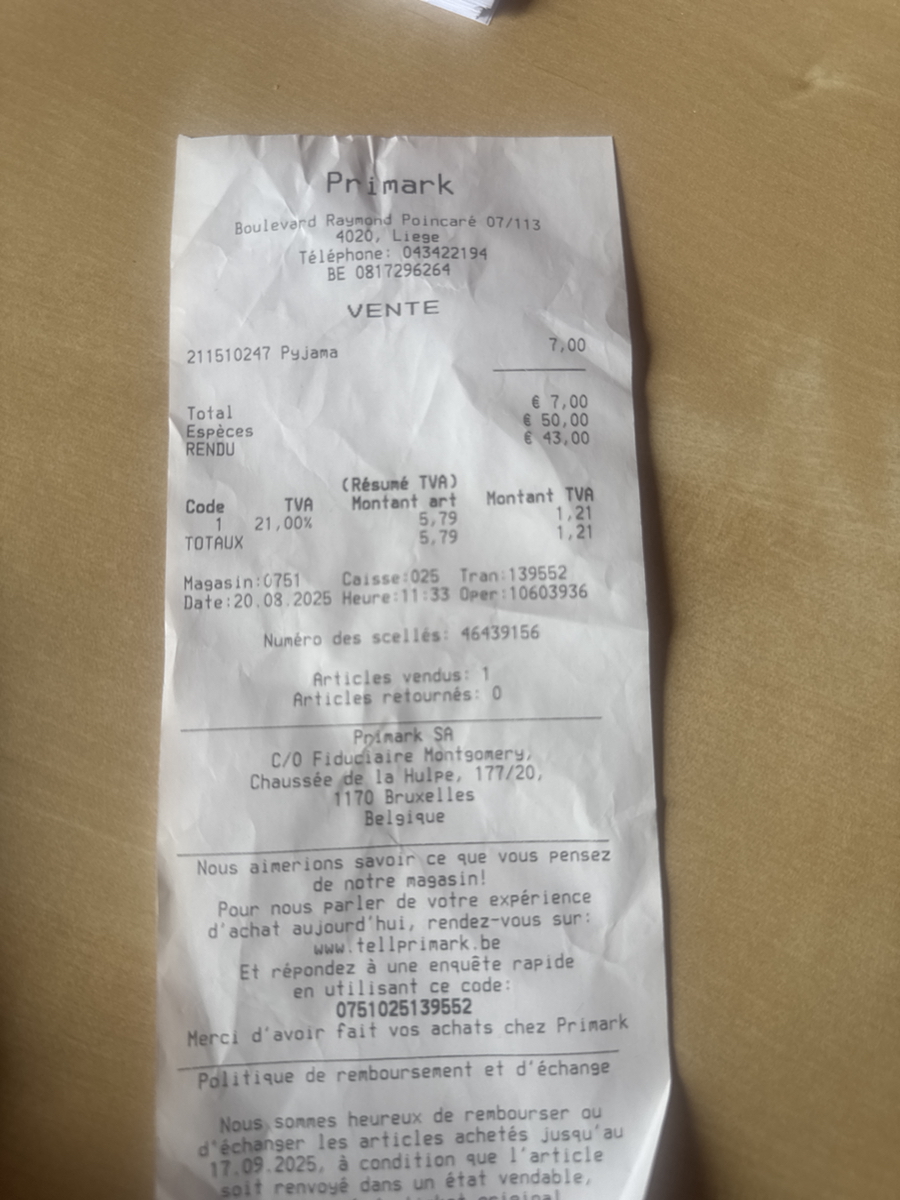 Primark
Boulevard Raymond Poincaré 07/113
4020, Liege
Téléphone: 043422194
BE 0817296264
VENTE
211510247 Pyjama 7,00
Total € 7,00
Espèces € 50,00
RENDU € 43,00
(Résumé TVA)
Code TVA Montant art Montant TVA
1 21,00% 5,79 1,21
TOTAUX 5,79 1,21
Magasin:0751 Caisse:025 Tran:139552
Date:20.08.2025 Heure:11:33 Oper:10603936
Numéro des scellés: 46439156
Articles vendus: 1
Articles retournés: 0
Primark SA
C/O Fiduciaire Montgomery,
Chaussée de la Hulpe, 177/20,
1170 Bruxelles
Belgique
Nous aimerions savoir ce que vous pensez
de notre magasin!
Pour nous parler de votre expérience
d'achat aujourd'hui, rendez-vous sur:
www.tellprimark.be
Et répondez à une enquête rapide
en utilisant ce code:
0751025139552
Merci d'avoir fait vos achats chez Primark
Politique de remboursement et d'échange
Nous sommes heureux de rembourser ou
d'échanger les articles achetés jusqu'au
17.09.2025, à condition que l'article
soit renvoyé dans un état vendable,